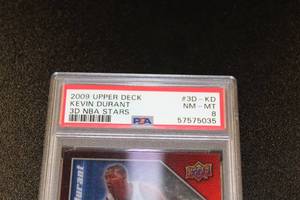 2009 UPPER DECK #3D-KD
KEVIN DURANT NM-MT
3D NBA STARS 8
PSA 57575035
Durant